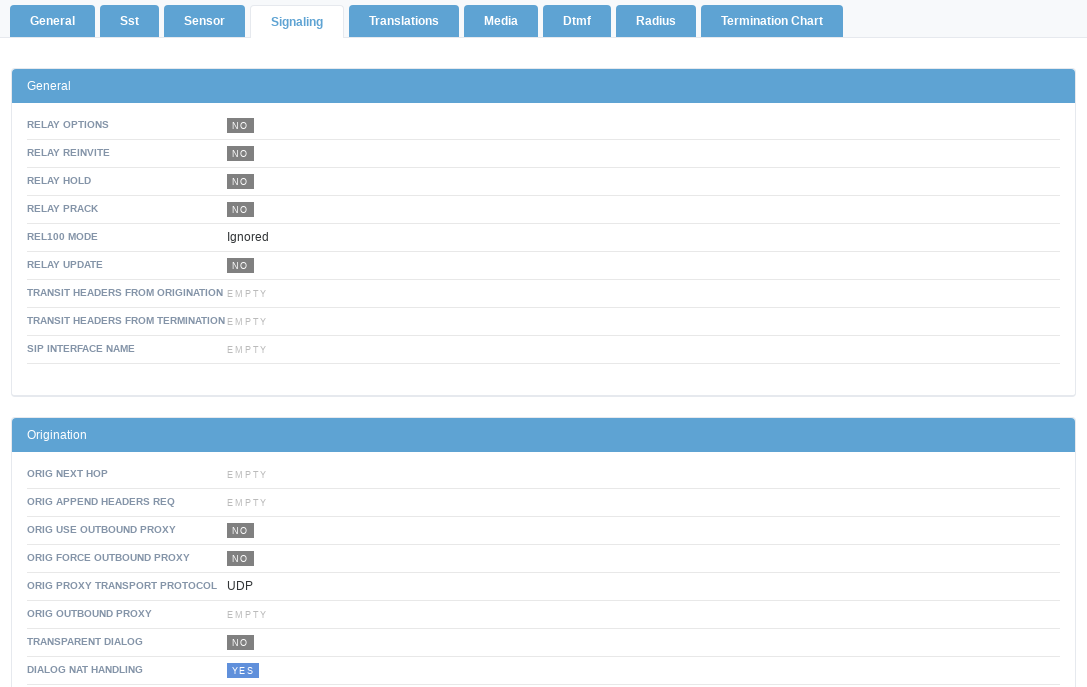 General Sst Sensor Signaling Translations Media Dtmf Radius Termination Chart
General
RELAY OPTIONS NO
RELAY REINVITE NO
RELAY HOLD NO
RELAY PRACK NO
REL100 MODE Ignored
RELAY UPDATE NO
TRANSIT HEADERS FROM ORIGINATION EMPTY
TRANSIT HEADERS FROM TERMINATION EMPTY
SIP INTERFACE NAME EMPTY
Origination
ORIG NEXT HOP EMPTY
ORIG APPEND HEADERS REQ EMPTY
ORIG USE OUTBOUND PROXY NO
ORIG FORCE OUTBOUND PROXY NO
ORIG PROXY TRANSPORT PROTOCOL UDP
ORIG OUTBOUND PROXY EMPTY
TRANSPARENT DIALOG NO
DIALOG NAT HANDLING YES